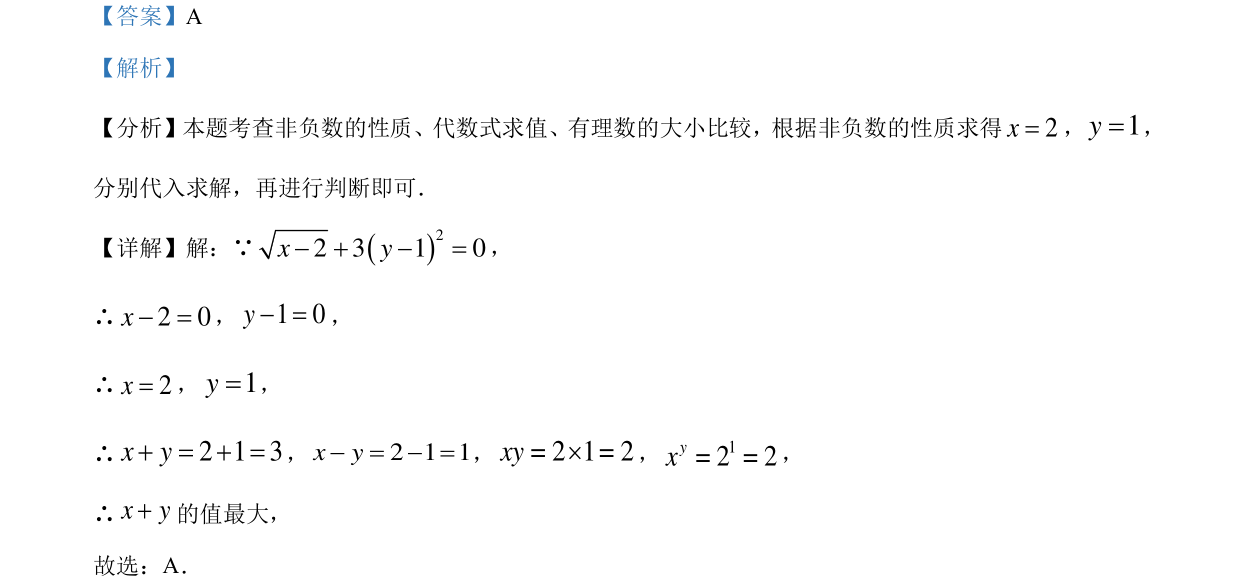 【答案】A
【解析】
【分析】本题考查非负数的性质、代数式求值、有理数的大小比较，根据非负数的性质求得 x=2，y=1，
分别代入求解，再进行判断即可．
【详解】解：∵ √(x−2)+3(y−1)²=0，
∴ x−2=0，y−1=0，
∴ x=2，y=1，
∴ x+y=2+1=3，x−y=2−1=1，xy=2×1=2，xʸ=2¹=2，
∴ x+y 的值最大，
故选：A．